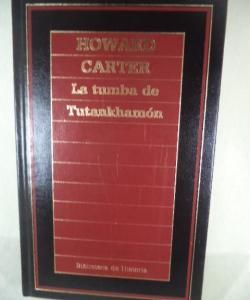 HOWARD
CARTER
La tumba de
Tutankhamón
Biblioteca de Historia